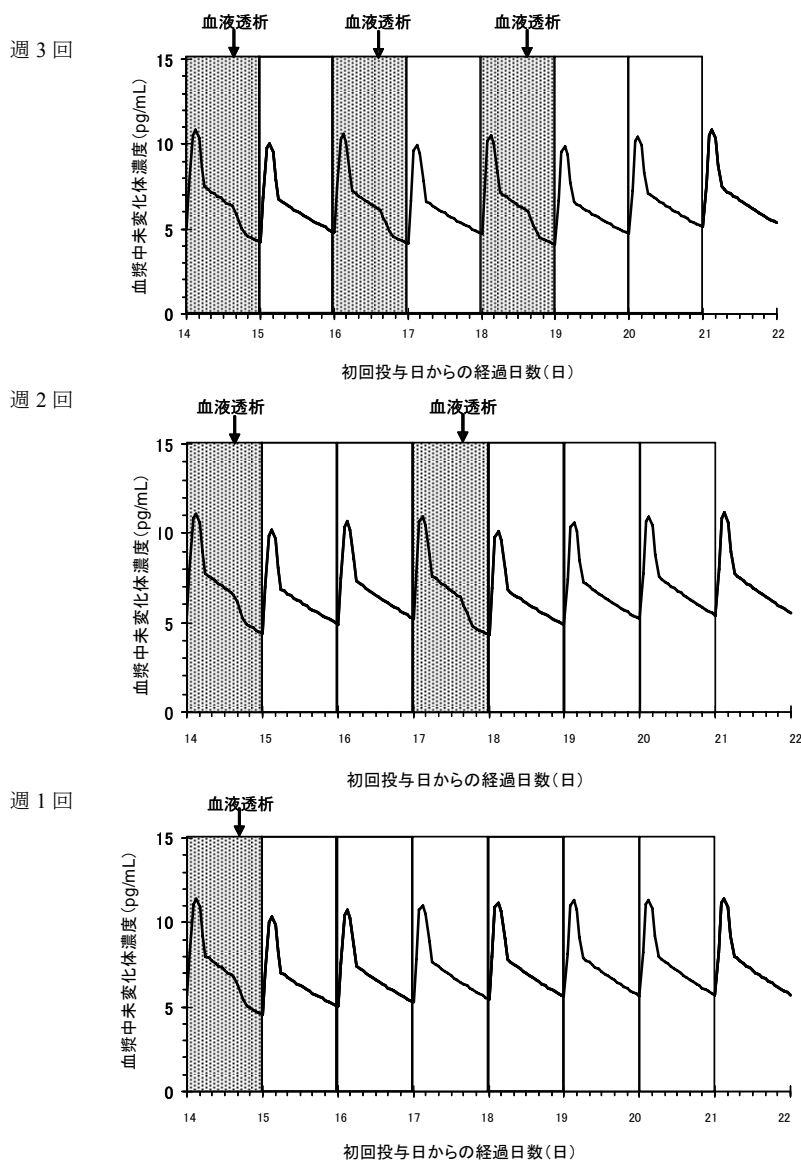 血液透析 血液透析 血液透析
週 3 回
血漿中未変化体濃度(pg/mL)
15
10
5
0
14 15 16 17 18 19 20 21 22
初回投与日からの経過日数(日)
週 2 回
血液透析 血液透析
血漿中未変化体濃度(pg/mL)
15
10
5
0
14 15 16 17 18 19 20 21 22
初回投与日からの経過日数(日)
週 1 回
血液透析
血漿中未変化体濃度(pg/mL)
15
10
5
0
14 15 16 17 18 19 20 21 22
初回投与日からの経過日数(日)